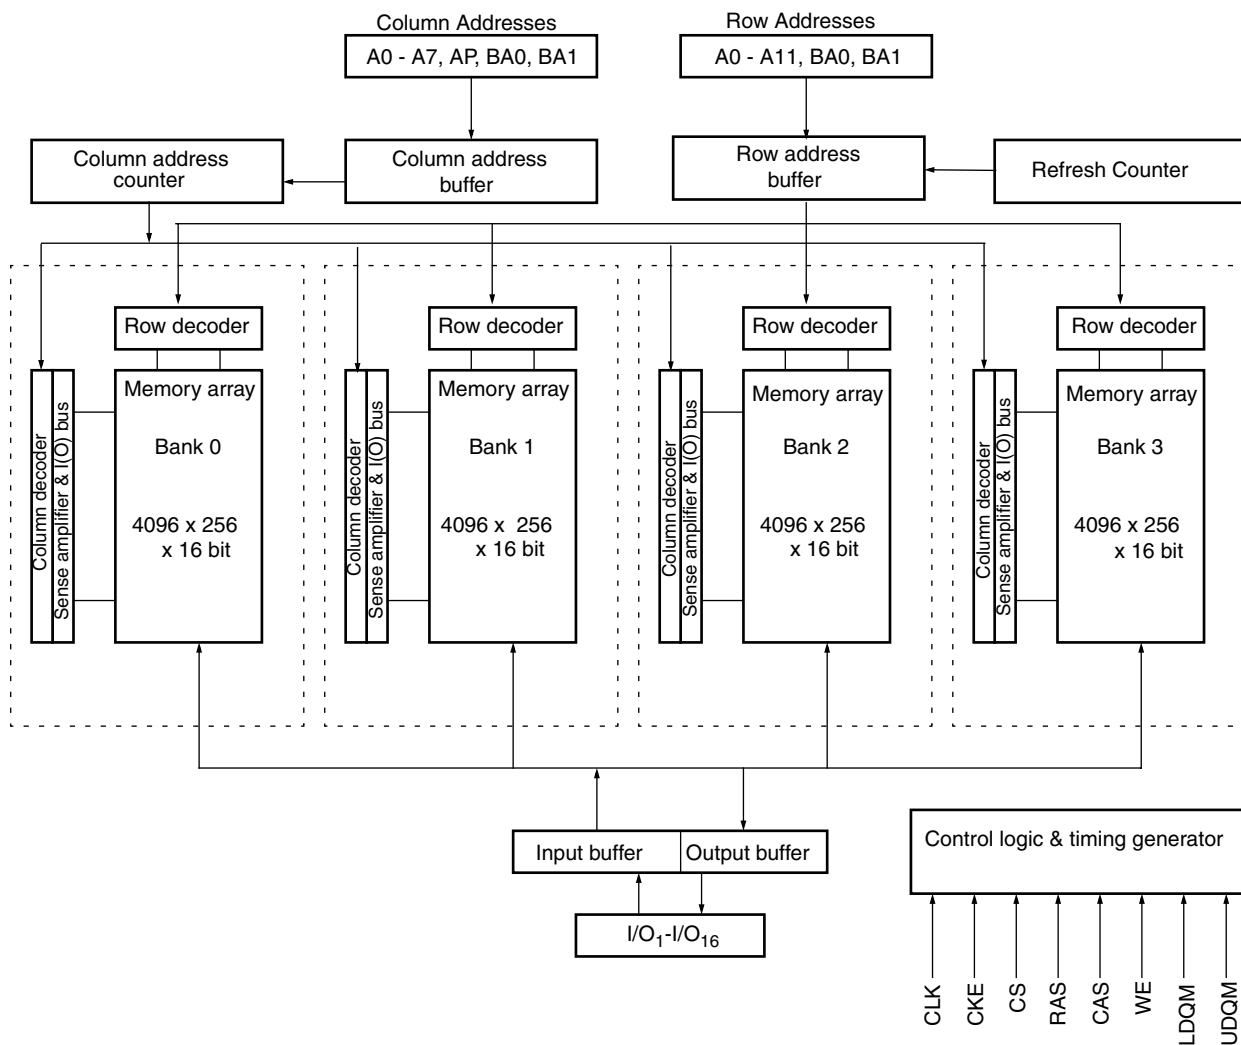 Column Addresses
Row Addresses
A0 - A7, AP, BA0, BA1
A0 - A11, BA0, BA1
Column address
counter
Column address
buffer
Row address
buffer
Refresh Counter
Row decoder
Row decoder
Row decoder
Row decoder
Column decoder
Sense amplifier & I(O) bus
Memory array
Bank 0
4096 x 256
x 16 bit
Column decoder
Sense amplifier & I(O) bus
Memory array
Bank 1
4096 x 256
x 16 bit
Column decoder
Sense amplifier & I(O) bus
Memory array
Bank 2
4096 x 256
x 16 bit
Column decoder
Sense amplifier & I(O) bus
Memory array
Bank 3
4096 x 256
x 16 bit
Input buffer
Output buffer
I/O1-I/O16
Control logic & timing generator
CLK
CKE
CS
RAS
CAS
WE
LDQM
UDQM